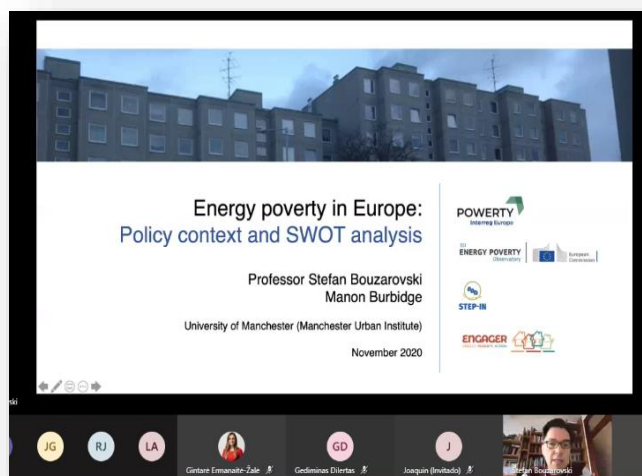 Energy poverty in Europe:
Policy context and SWOT analysis
Professor Stefan Bouzarovski
Manon Burbidge
University of Manchester (Manchester Urban Institute)
November 2020
POWERTY
Interreg Europe
EU
ENERGY POVERTY
Observatory
European
Commission
STEP-IN
ENGAGER
ski
JG
RJ
LA
GD
J
Gintarė Ermanaitė-Žale
Gediminas Dilertas
Joaquin (Invitado)
Stefan Bouzarovski